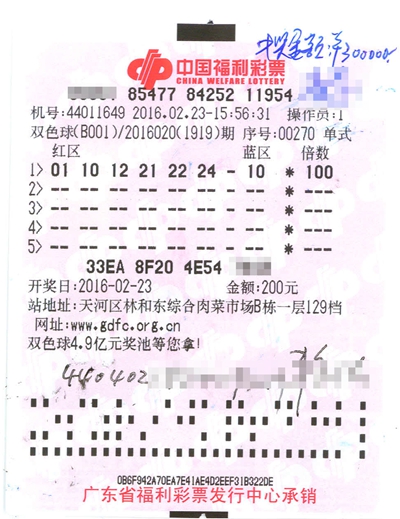 奖金 300000
中国福利彩票
CHINA WELFARE LOTTERY
85477 84252 11954
机号:44011649 2016.02.23-15:56:31 操作员:1
双色球(B001)/2016020(1919)期 序号:00270 单式
红区 蓝区 倍数
1> 01 10 12 21 22 24 - 10 * 100
2>-- -- -- -- -- -- - -- *
3>-- -- -- -- -- -- - -- *
4>-- -- -- -- -- -- - -- *
5>-- -- -- -- -- -- - -- *
33EA 8F20 4E54
开奖日:2016-02-23 金额:200元
站地址:天河区林和东综合肉菜市场B栋一层129档
网址:www.gdfc.org.cn
双色球4.9亿元奖池等您拿!
440402
0B6F942A70EA7E41AE4D2EEF31B322DE
广东省福利彩票发行中心承销